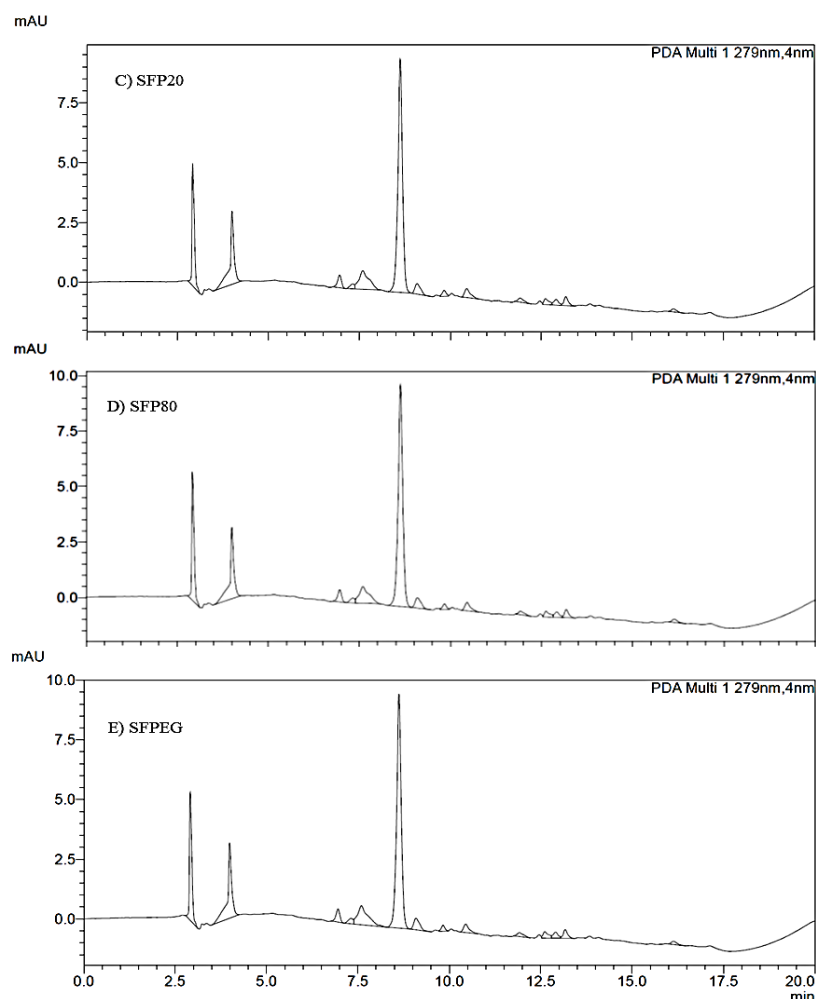 mAU
PDA Multi 1 279nm,4nm
C) SFP20
7.5
5.0
2.5
0.0
mAU
10.0
PDA Multi 1 279nm,4nm
D) SFP80
7.5
5.0
2.5
0.0
mAU
10.0
PDA Multi 1 279nm,4nm
E) SFPEG
7.5
5.0
2.5
0.0
0.0 2.5 5.0 7.5 10.0 12.5 15.0 17.5 20.0
min